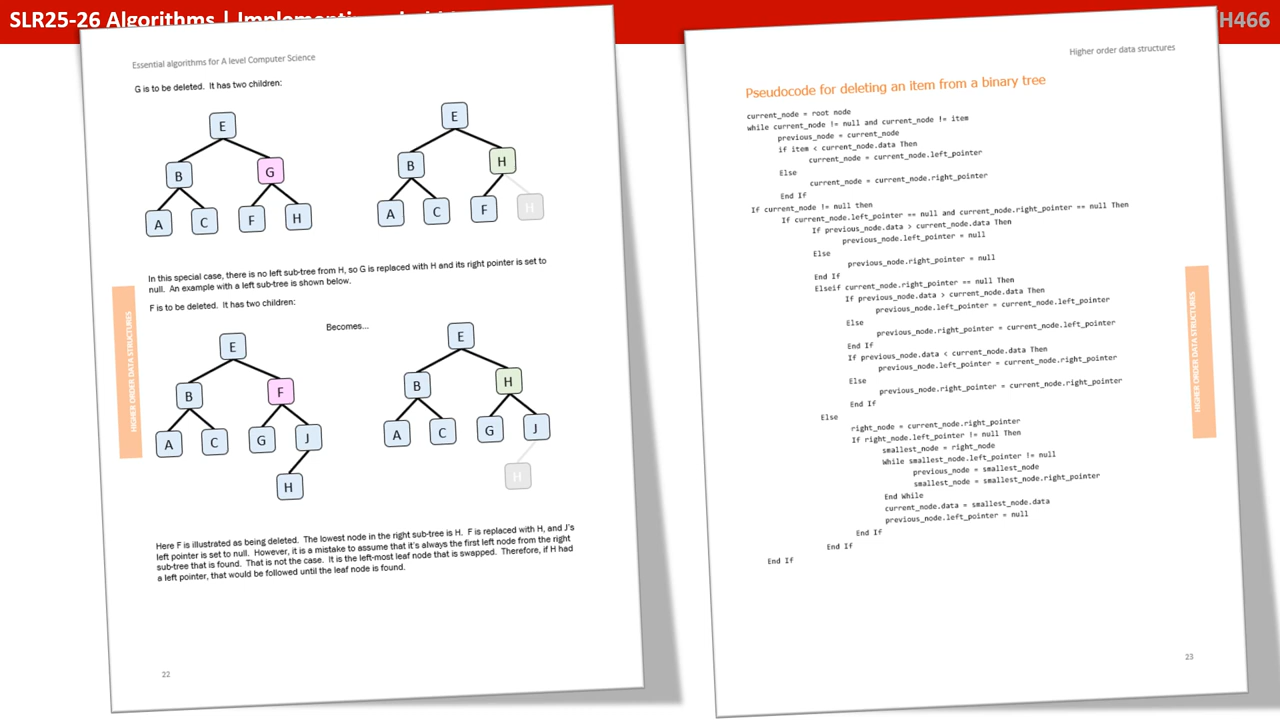 SLR25-26 Algorithms |
H466
Essential algorithms for A level Computer Science
G is to be deleted. It has two children:
E
E
B
G
B
H
A
C
F
H
A
C
F
H
In this special case, there is no left sub-tree from H, so G is replaced with H and its right pointer is set to
null. An example with a left sub-tree is shown below.
F is to be deleted. It has two children:
Becomes...
E
E
B
F
B
H
A
C
G
J
A
C
G
J
H
H
Here F is illustrated as being deleted. The lowest node in the right sub-tree is H. F is replaced with H, and J's
left pointer is set to null. However, it is a mistake to assume that it's always the first left node from the right
sub-tree that is found. That is not the case. It is the left-most leaf node that is swapped. Therefore, if H had
a left pointer, that would be followed until the leaf node is found.
HIGHER ORDER DATA STRUCTURES
22
Higher order data structures
Pseudocode for deleting an item from a binary tree
current_node = root node
while current_node != null and current_node != item
previous_node = current_node
if item < current_node.data Then
current_node = current_node.left_pointer
Else
current_node = current_node.right_pointer
End If
If current_node != null then
If current_node.left_pointer == null and current_node.right_pointer == null Then
If previous_node.data > current_node.data Then
previous_node.left_pointer = null
Else
previous_node.right_pointer = null
End If
Elseif current_node.right_pointer == null Then
If previous_node.data > current_node.data Then
previous_node.left_pointer = current_node.left_pointer
Else
previous_node.right_pointer = current_node.left_pointer
End If
If previous_node.data < current_node.data Then
previous_node.left_pointer = current_node.right_pointer
Else
previous_node.right_pointer = current_node.right_pointer
End If
Else
right_node = current_node.right_pointer
If right_node.left_pointer != null Then
smallest_node = right_node
While smallest_node.left_pointer != null
previous_node = smallest_node
smallest_node = smallest_node.right_pointer
End While
current_node.data = smallest_node.data
previous_node.left_pointer = null
End If
End If
End If
HIGHER ORDER DATA STRUCTURES
23